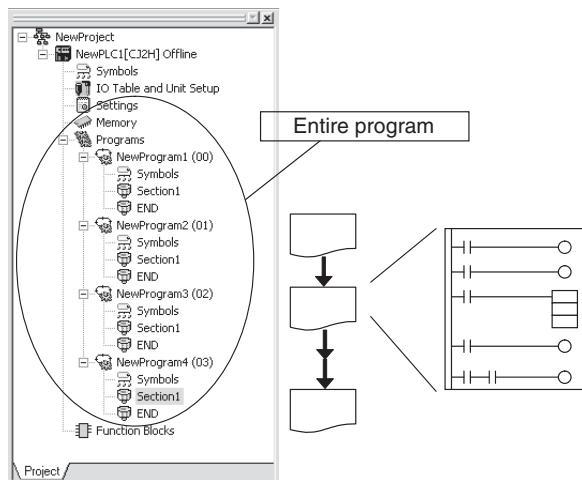 NewProject
NewPLC1[CJ2H] Offline
Symbols
IO Table and Unit Setup
Settings
Memory
Programs
NewProgram1 (00)
Symbols
Section1
END
NewProgram2 (01)
Symbols
Section1
END
NewProgram3 (02)
Symbols
Section1
END
NewProgram4 (03)
Symbols
Section1
END
Function Blocks
Project
Entire program